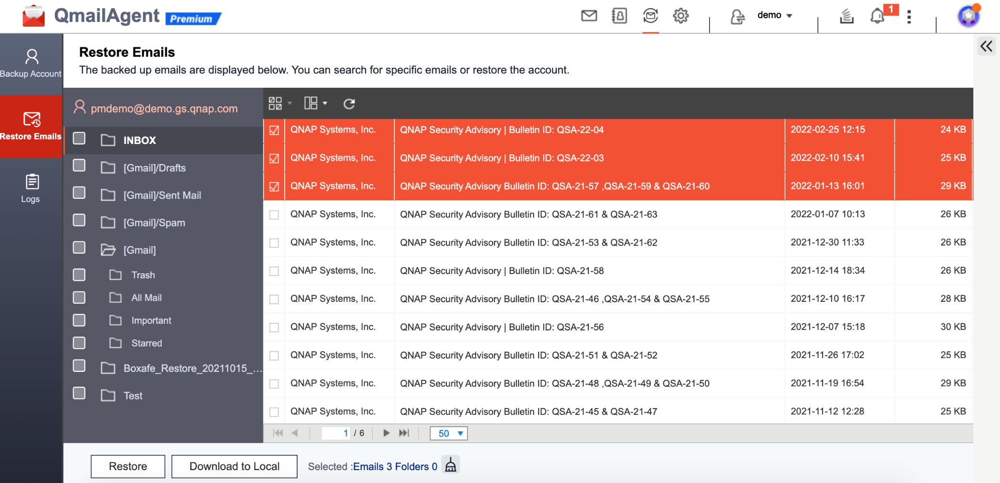 QmailAgent Premium
demo
1
Restore Emails
The backed up emails are displayed below. You can search for specific emails or restore the account.
Backup Account
Restore Emails
Logs
pmdemo@demo.gs.qnap.com
INBOX
[Gmail]/Drafts
[Gmail]/Sent Mail
[Gmail]/Spam
[Gmail]
Trash
All Mail
Important
Starred
Boxafe_Restore_20211015_...
Test
QNAP Systems, Inc. QNAP Security Advisory | Bulletin ID: QSA-22-04 2022-02-25 12:15 24 KB
QNAP Systems, Inc. QNAP Security Advisory | Bulletin ID: QSA-22-03 2022-02-10 15:41 25 KB
QNAP Systems, Inc. QNAP Security Advisory Bulletin ID: QSA-21-57 ,QSA-21-59 & QSA-21-60 2022-01-13 16:01 29 KB
QNAP Systems, Inc. QNAP Security Advisory Bulletin ID: QSA-21-61 & QSA-21-63 2022-01-07 10:13 26 KB
QNAP Systems, Inc. QNAP Security Advisory Bulletin ID: QSA-21-53 & QSA-21-62 2021-12-30 11:33 26 KB
QNAP Systems, Inc. QNAP Security Advisory | Bulletin ID: QSA-21-58 2021-12-14 18:34 26 KB
QNAP Systems, Inc. QNAP Security Advisory Bulletin ID: QSA-21-46 ,QSA-21-54 & QSA-21-55 2021-12-10 16:17 28 KB
QNAP Systems, Inc. QNAP Security Advisory | Bulletin ID: QSA-21-56 2021-12-07 15:18 30 KB
QNAP Systems, Inc. QNAP Security Advisory Bulletin ID: QSA-21-51 & QSA-21-52 2021-11-26 17:02 25 KB
QNAP Systems, Inc. QNAP Security Advisory Bulletin ID: QSA-21-48 ,QSA-21-49 & QSA-21-50 2021-11-19 16:54 29 KB
QNAP Systems, Inc. QNAP Security Advisory Bulletin ID: QSA-21-45 & QSA-21-47 2021-11-12 12:28 25 KB
1 / 6 50
Restore Download to Local Selected :Emails 3 Folders 0